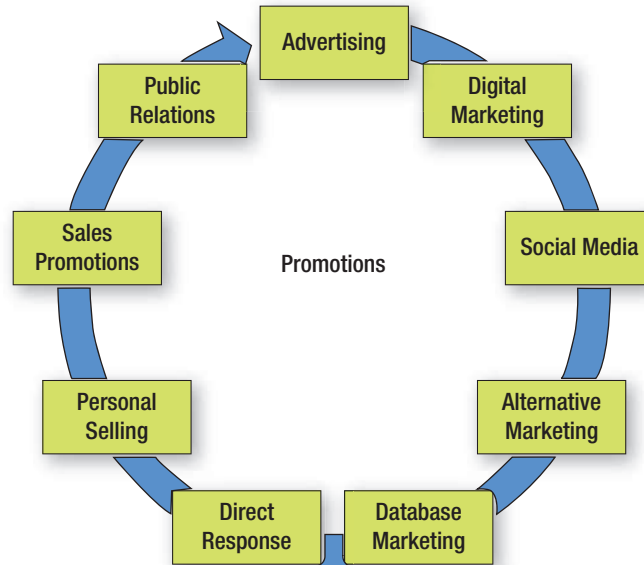 Advertising
Digital
Marketing
Social Media
Alternative
Marketing
Database
Marketing
Direct
Response
Personal
Selling
Sales
Promotions
Public
Relations
Promotions